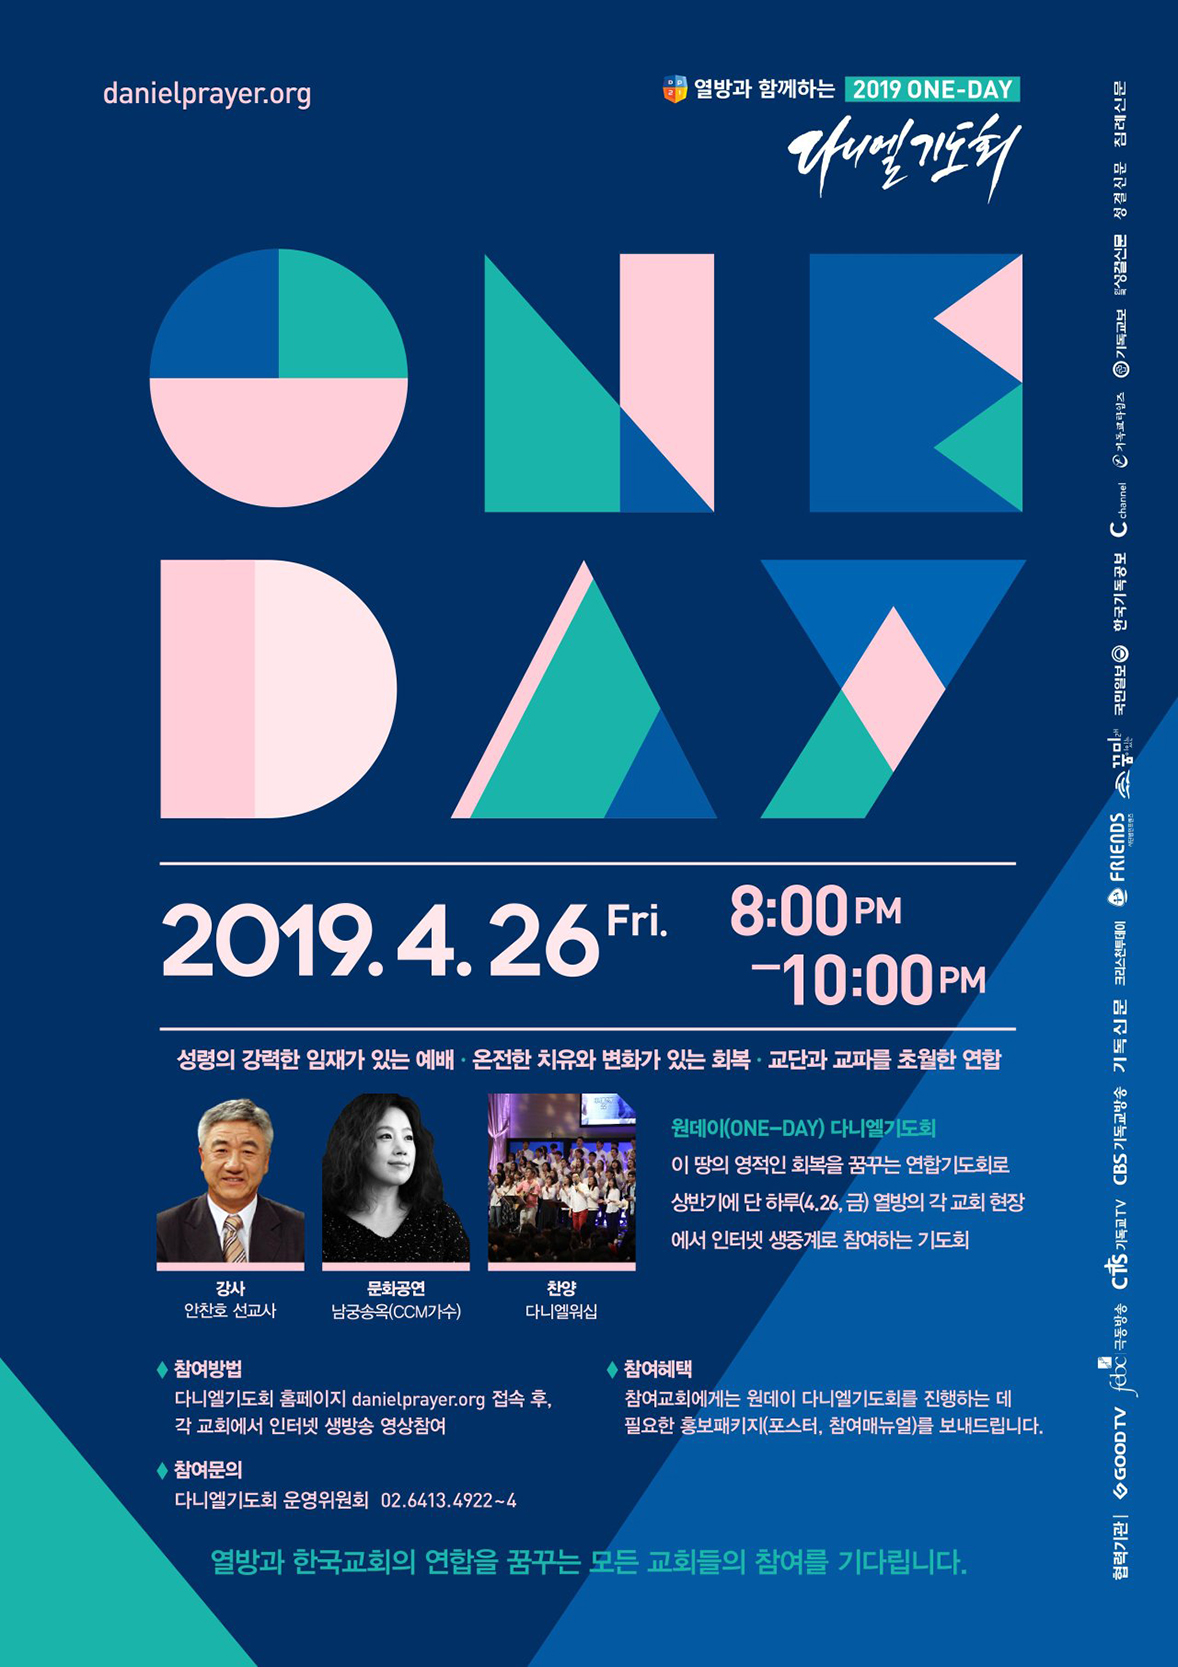 danielprayer.org
열방과 함께하는 2019 ONE-DAY
다니엘기도회
ONE
DAY
2019. 4. 26 Fri.
8:00 PM
–10:00 PM
성령의 강력한 임재가 있는 예배 · 온전한 치유와 변화가 있는 회복 · 교단과 교파를 초월한 연합
강사
안찬호 선교사
문화공연
남궁송옥(CCM가수)
찬양
다니엘워십
원데이(ONE–DAY) 다니엘기도회
이 땅의 영적인 회복을 꿈꾸는 연합기도회로
상반기에 단 하루(4.26, 금) 열방의 각 교회 현장
에서 인터넷 생중계로 참여하는 기도회
참여방법
다니엘기도회 홈페이지 danielprayer.org 접속 후,
각 교회에서 인터넷 생방송 영상참여
참여혜택
참여교회에게는 원데이 다니엘기도회를 진행하는 데
필요한 홍보패키지(포스터, 참여매뉴얼)를 보내드립니다.
참여문의
다니엘기도회 운영위원회 02.6413.4922~4
열방과 한국교회의 연합을 꿈꾸는 모든 교회들의 참여를 기다립니다.
협력기관 | GOODTV febc 극동방송 CTS 기독교TV CBS 기독교방송 기독신문 크리스천투데이 FRIENDS 꿈미 국민일보 한국기독공보 C channel 기독교타임즈 기독교보 성결신문 침례신문